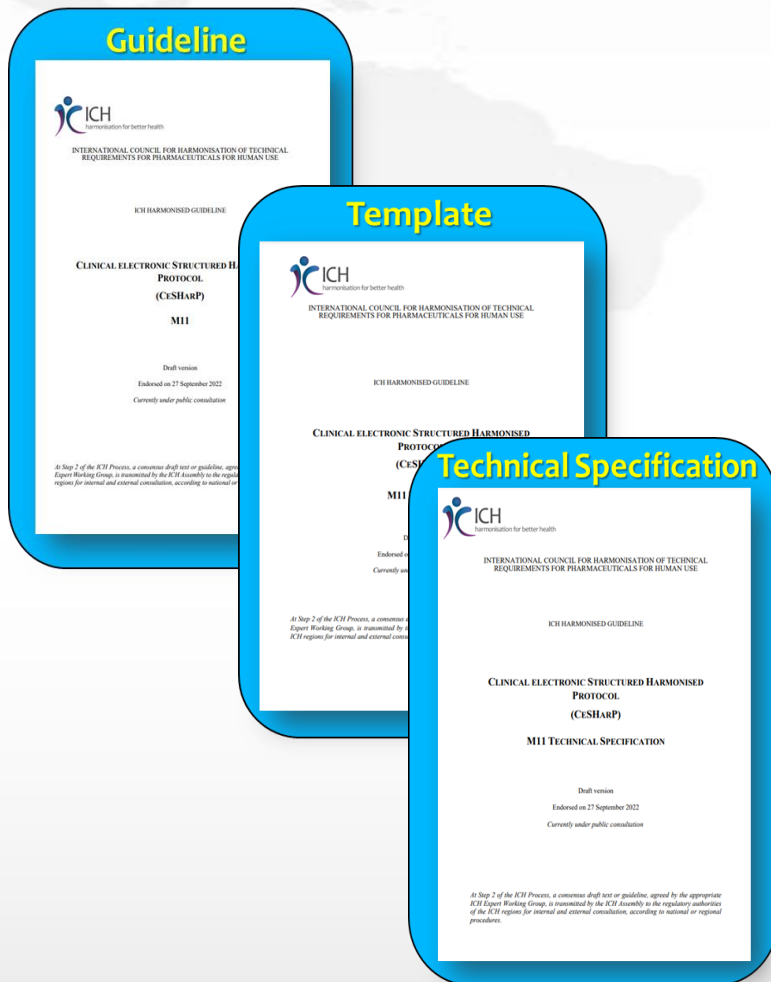 Guideline
ICH
harmonisation for better health
INTERNATIONAL COUNCIL FOR HARMONISATION OF TECHNICAL
REQUIREMENTS FOR PHARMACEUTICALS FOR HUMAN USE
ICH HARMONISED GUIDELINE
CLINICAL ELECTRONIC STRUCTURED HA
PROTOCOL
(CESHARP)
M11
Draft version
Endorsed on 27 September 2022
Currently under public consultation
At Step 2 of the ICH Process, a consensus draft text or guideline, agre
Expert Working Group, is transmitted by the ICH Assembly to the regula
regions for internal and external consultation, according to national or
Template
ICH
harmonisation for better health
INTERNATIONAL COUNCIL FOR HARMONISATION OF TECHNICAL
REQUIREMENTS FOR PHARMACEUTICALS FOR HUMAN USE
ICH HARMONISED GUIDELINE
CLINICAL ELECTRONIC STRUCTURED HARMONISED
PROTOCO
(CES
M11
D
Endorsed o
Currently un
At Step 2 of the ICH Process, a consensus d
Expert Working Group, is transmitted by t
ICH regions for internal and external consu
Technical Specification
ICH
harmonisation for better health
INTERNATIONAL COUNCIL FOR HARMONISATION OF TECHNICAL
REQUIREMENTS FOR PHARMACEUTICALS FOR HUMAN USE
ICH HARMONISED GUIDELINE
CLINICAL ELECTRONIC STRUCTURED HARMONISED
PROTOCOL
(CESHARP)
M11 TECHNICAL SPECIFICATION
Draft version
Endorsed on 27 September 2022
Currently under public consultation
At Step 2 of the ICH Process, a consensus draft text or guideline, agreed by the appropriate
ICH Expert Working Group, is transmitted by the ICH Assembly to the regulatory authorities
of the ICH regions for internal and external consultation, according to national or regional
procedures.